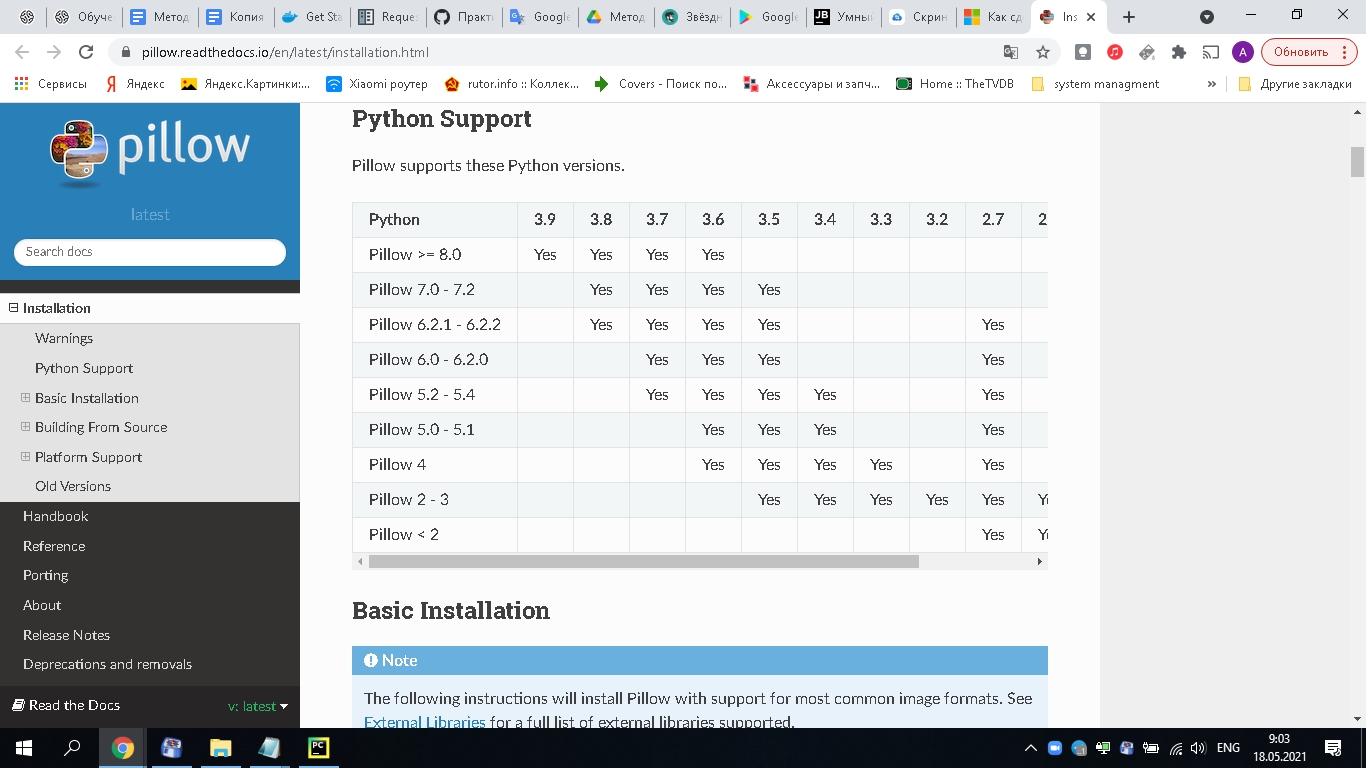 Обуче
Метод
Копия
Get Sta
Reque
Практ
Google
Метод
Звёздн
Google
JB
Умный
Скрин
Как сд
Ins
pillow.readthedocs.io/en/latest/installation.html
A
Обновить
Сервисы Яндекс Яндекс.Картинки:... Xiaomi роутер rutor.info :: Коллек... Covers - Поиск по... Аксессуары и запч... Home :: TheTVDB system managment » Другие закладки
pillow
latest
Search docs
Installation
Warnings
Python Support
Basic Installation
Building From Source
Platform Support
Old Versions
Handbook
Reference
Porting
About
Release Notes
Deprecations and removals
Read the Docs v: latest
Python Support
Pillow supports these Python versions.
Python 3.9 3.8 3.7 3.6 3.5 3.4 3.3 3.2 2.7 2
Pillow >= 8.0 Yes Yes Yes Yes
Pillow 7.0 - 7.2 Yes Yes Yes Yes
Pillow 6.2.1 - 6.2.2 Yes Yes Yes Yes Yes
Pillow 6.0 - 6.2.0 Yes Yes Yes Yes
Pillow 5.2 - 5.4 Yes Yes Yes Yes Yes
Pillow 5.0 - 5.1 Yes Yes Yes Yes
Pillow 4 Yes Yes Yes Yes Yes
Pillow 2 - 3 Yes Yes Yes Yes Yes Y
Pillow < 2 Yes Y
Basic Installation
Note
The following instructions will install Pillow with support for most common image formats. See
External Libraries for a full list of external libraries supported.
PC
ENG
9:03
18.05.2021